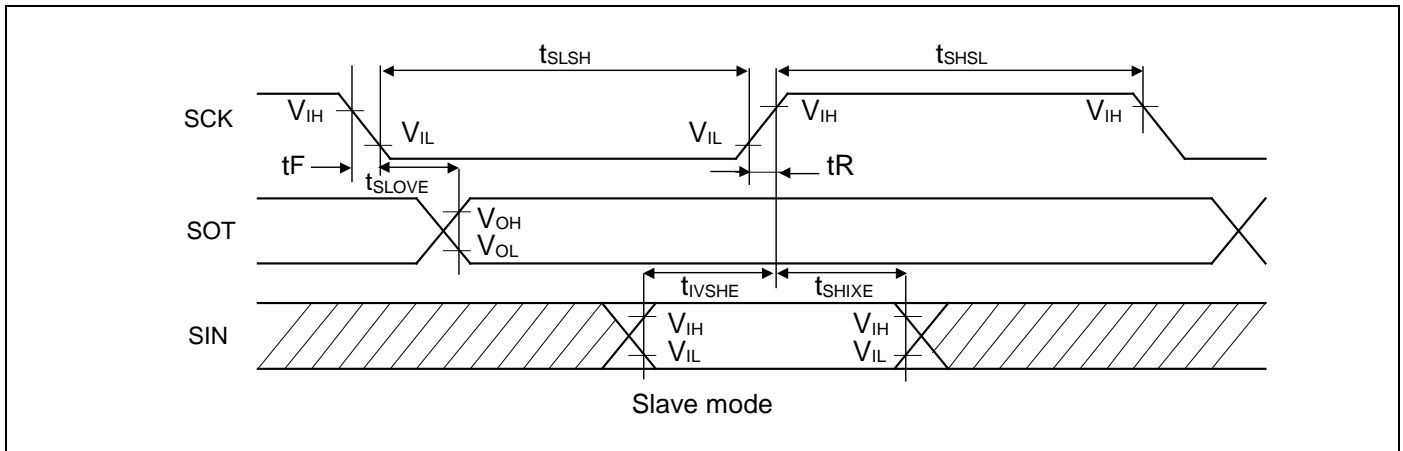 tSLSH tSHSL
SCK VIH VIL VIL VIH VIH
tF tSLOVE tR
SOT VOH VOL
tIVSHE tSHIXE
SIN VIH VIL VIH VIL
Slave mode